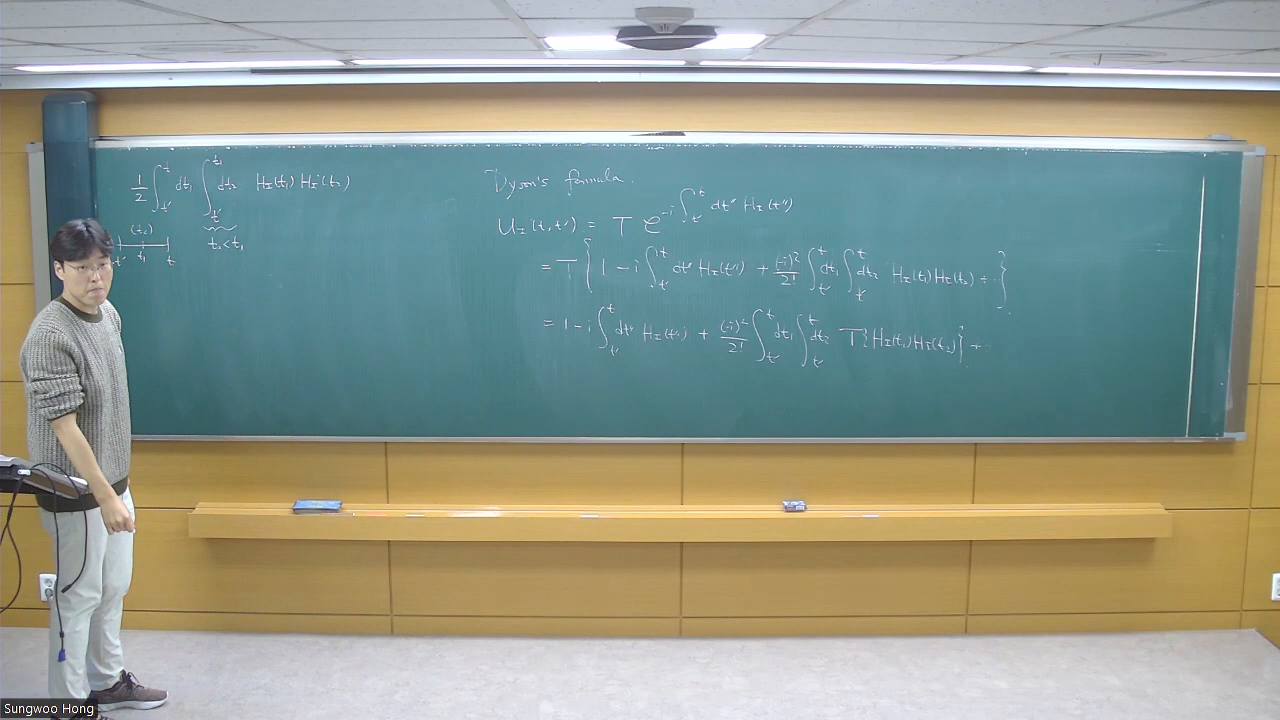 1/2 ∫_{t'}^{t} dt₁ ∫_{t'}^{t₁} dt₂ H_I(t₁) H_I(t₂)
t₂<t₁
(t₂)
t' t₁ t
Dyson's formula.
U_I(t,t') = T e^{-i ∫_{t'}^{t} dt'' H_I(t'')}
= T { 1 - i ∫_{t'}^{t} dt'' H_I(t'') + (-i)²/2! ∫_{t'}^{t} dt₁ ∫_{t'}^{t} dt₂ H_I(t₁) H_I(t₂) + ... }
= 1 - i ∫_{t'}^{t} dt'' H_I(t'') + (-i)²/2! ∫_{t'}^{t} dt₁ ∫_{t'}^{t} dt₂ T{H_I(t₁) H_I(t₂)} + ...
Sungwoo Hong